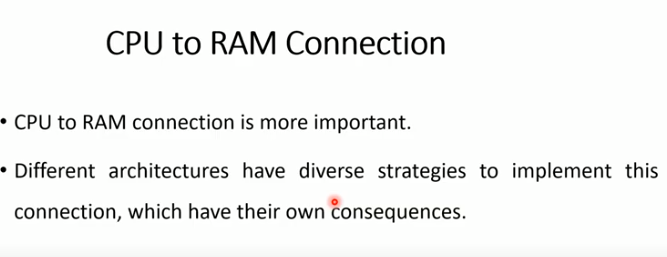 CPU to RAM Connection
• CPU to RAM connection is more important.
• Different architectures have diverse strategies to implement this
connection, which have their own consequences.